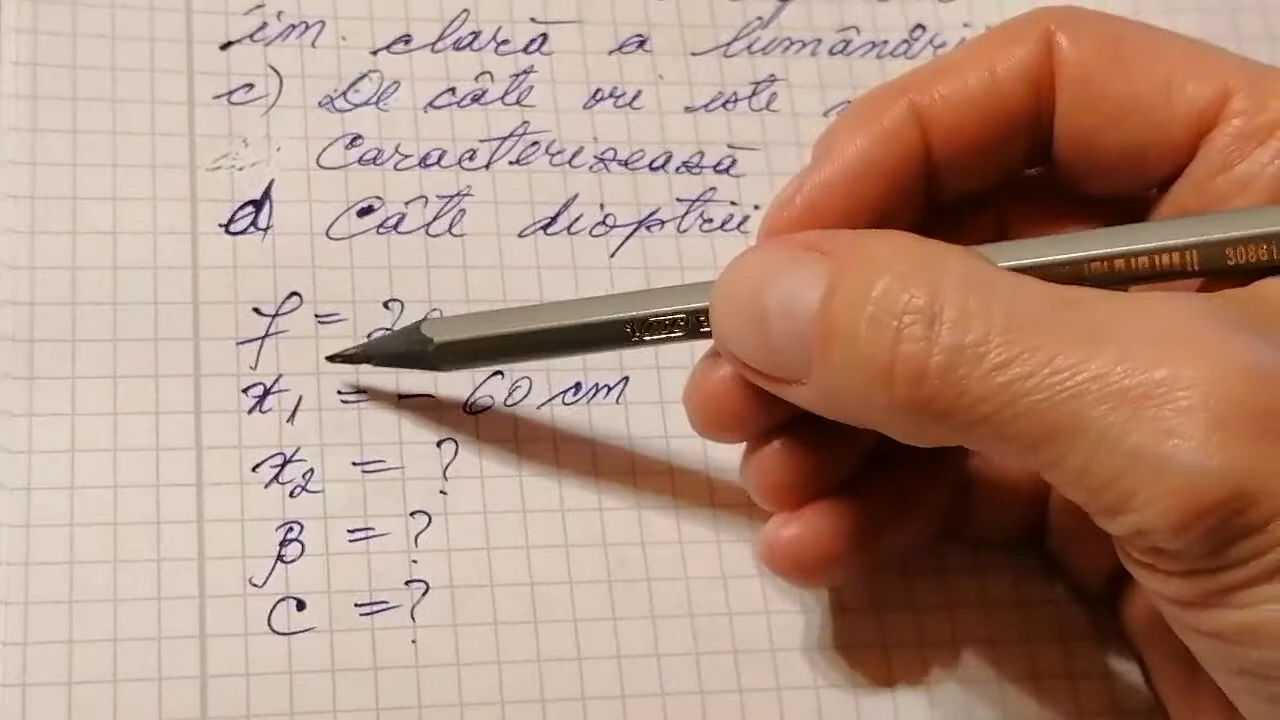 im. clară a lumânării
c) De câte ori este
Caracterizează
d Câte dioptrii
f = 20
x1 = - 60 cm
x2 = ?
β = ?
C = ?
30861